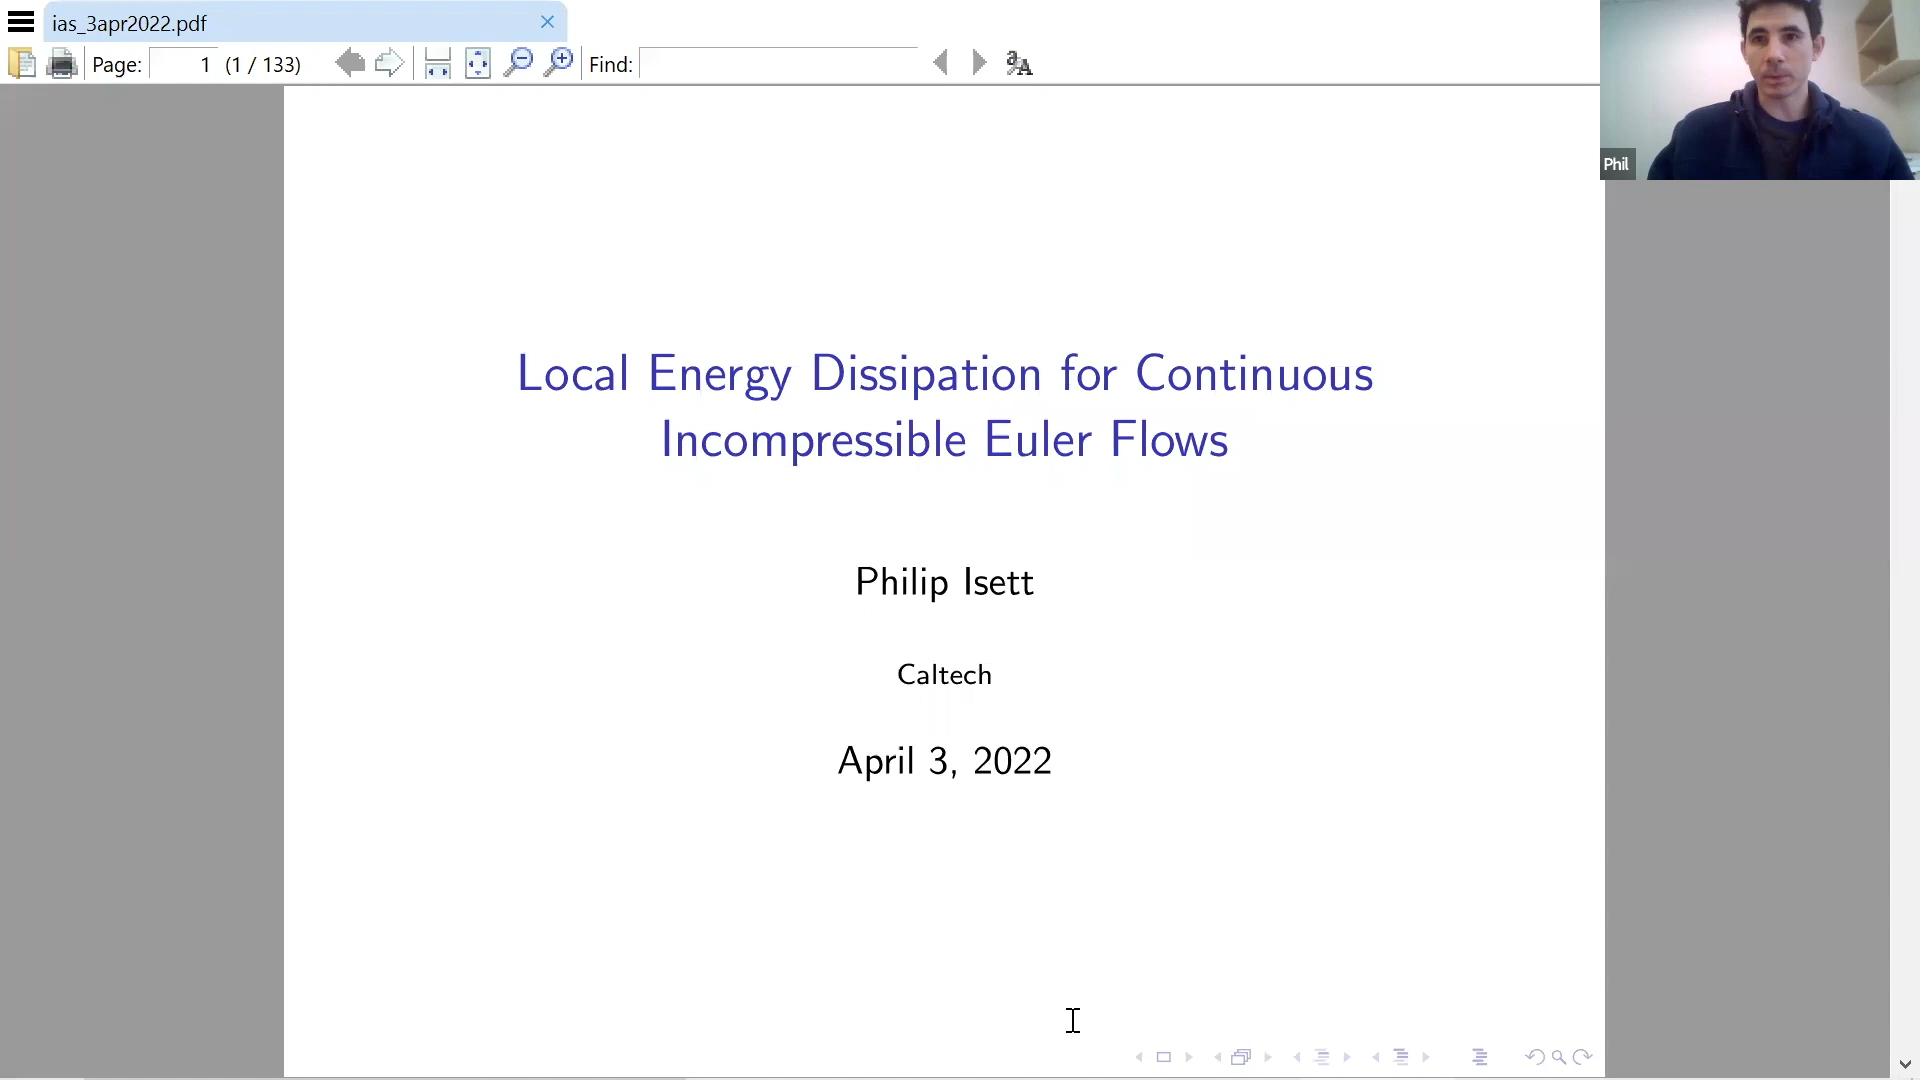 ias_3apr2022.pdf
Page: 1 (1 / 133) Find:
Phil
Local Energy Dissipation for Continuous
Incompressible Euler Flows
Philip Isett
Caltech
April 3, 2022